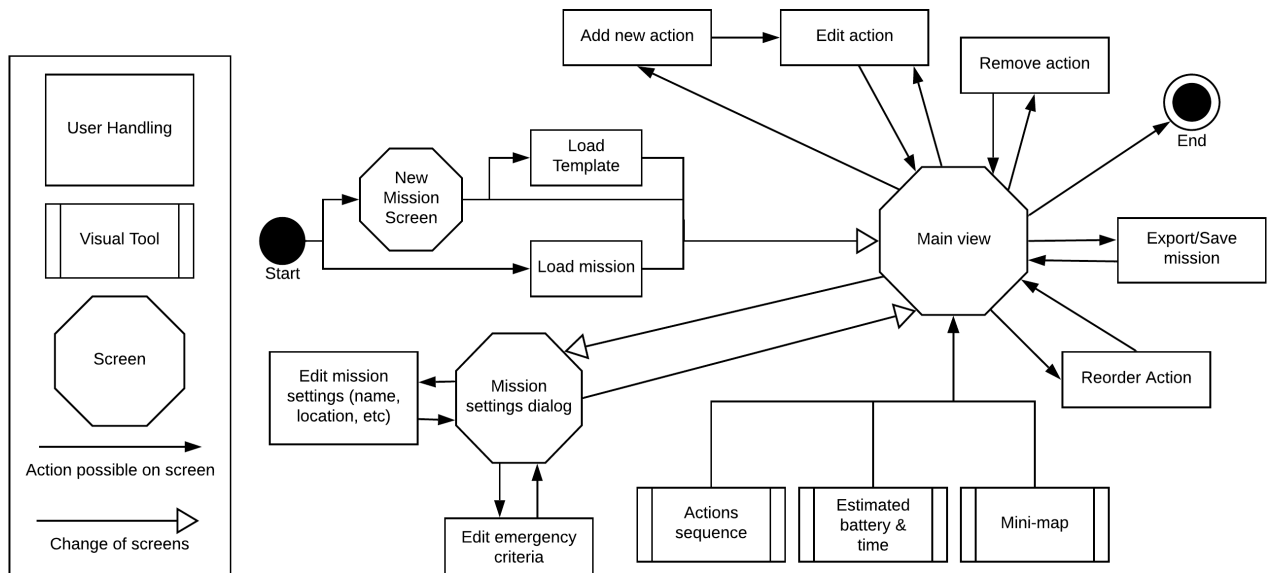 User Handling
Visual Tool
Screen
Action possible on screen
Change of screens
Start
New
Mission
Screen
Load
Template
Load mission
Add new action
Edit action
Remove action
End
Main view
Export/Save
mission
Reorder Action
Mission
settings dialog
Edit mission
settings (name,
location, etc)
Edit emergency
criteria
Actions
sequence
Estimated
battery &
time
Mini-map